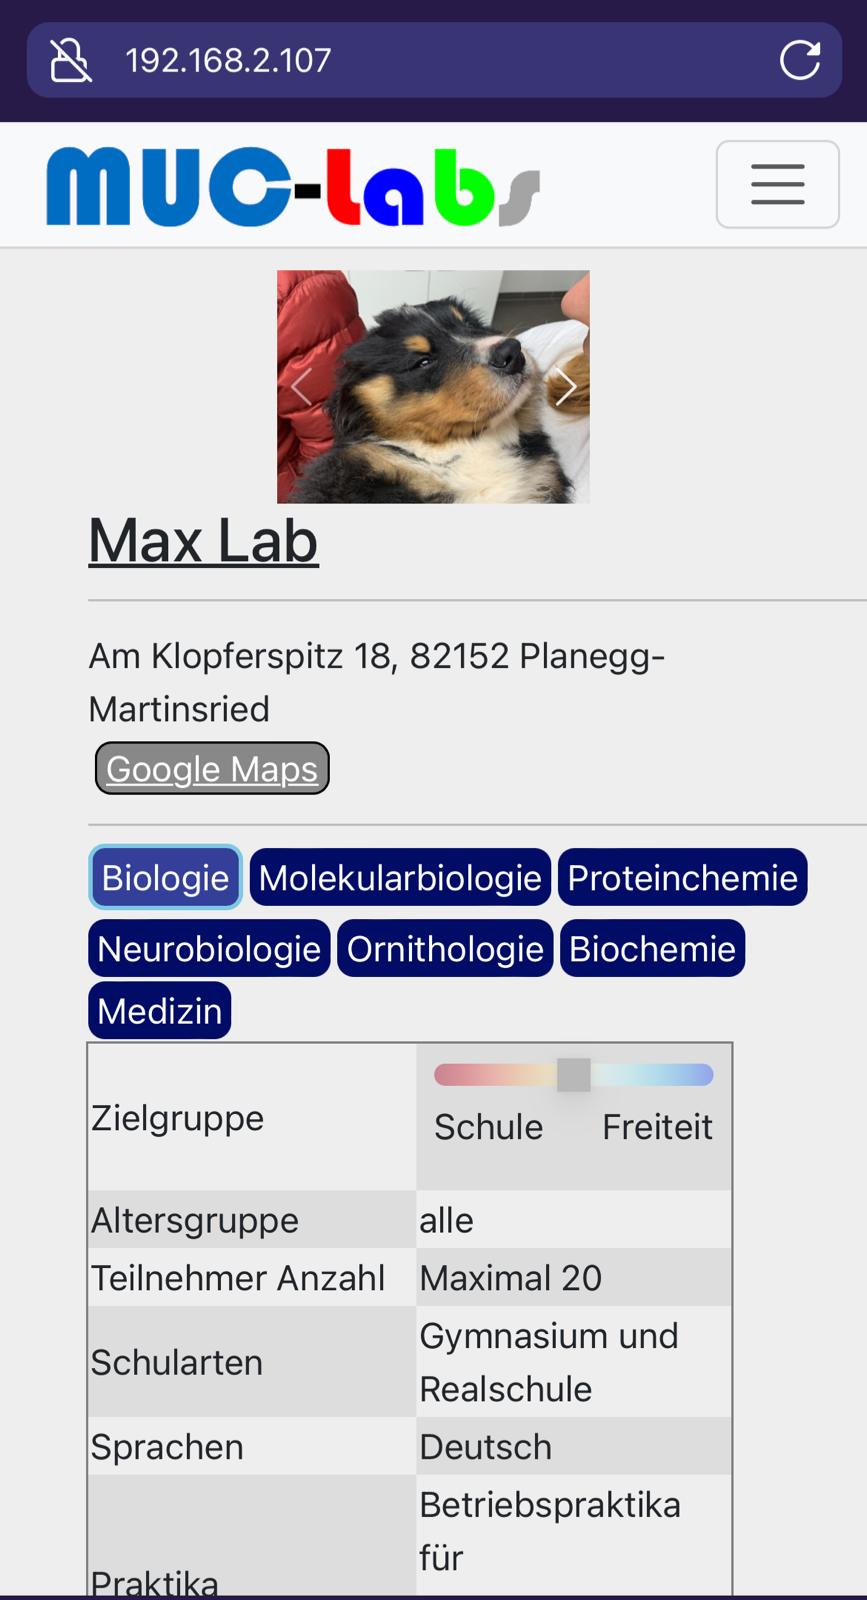 192.168.2.107
MUC-Labs
Max Lab
Am Klopferspitz 18, 82152 Planegg-
Martinsried
Google Maps
Biologie Molekularbiologie Proteinchemie
Neurobiologie Ornithologie Biochemie
Medizin
Zielgruppe
Schule Freiteit
Altersgruppe alle
Teilnehmer Anzahl Maximal 20
Schularten Gymnasium und
Realschule
Sprachen Deutsch
Praktika Betriebspraktika
für